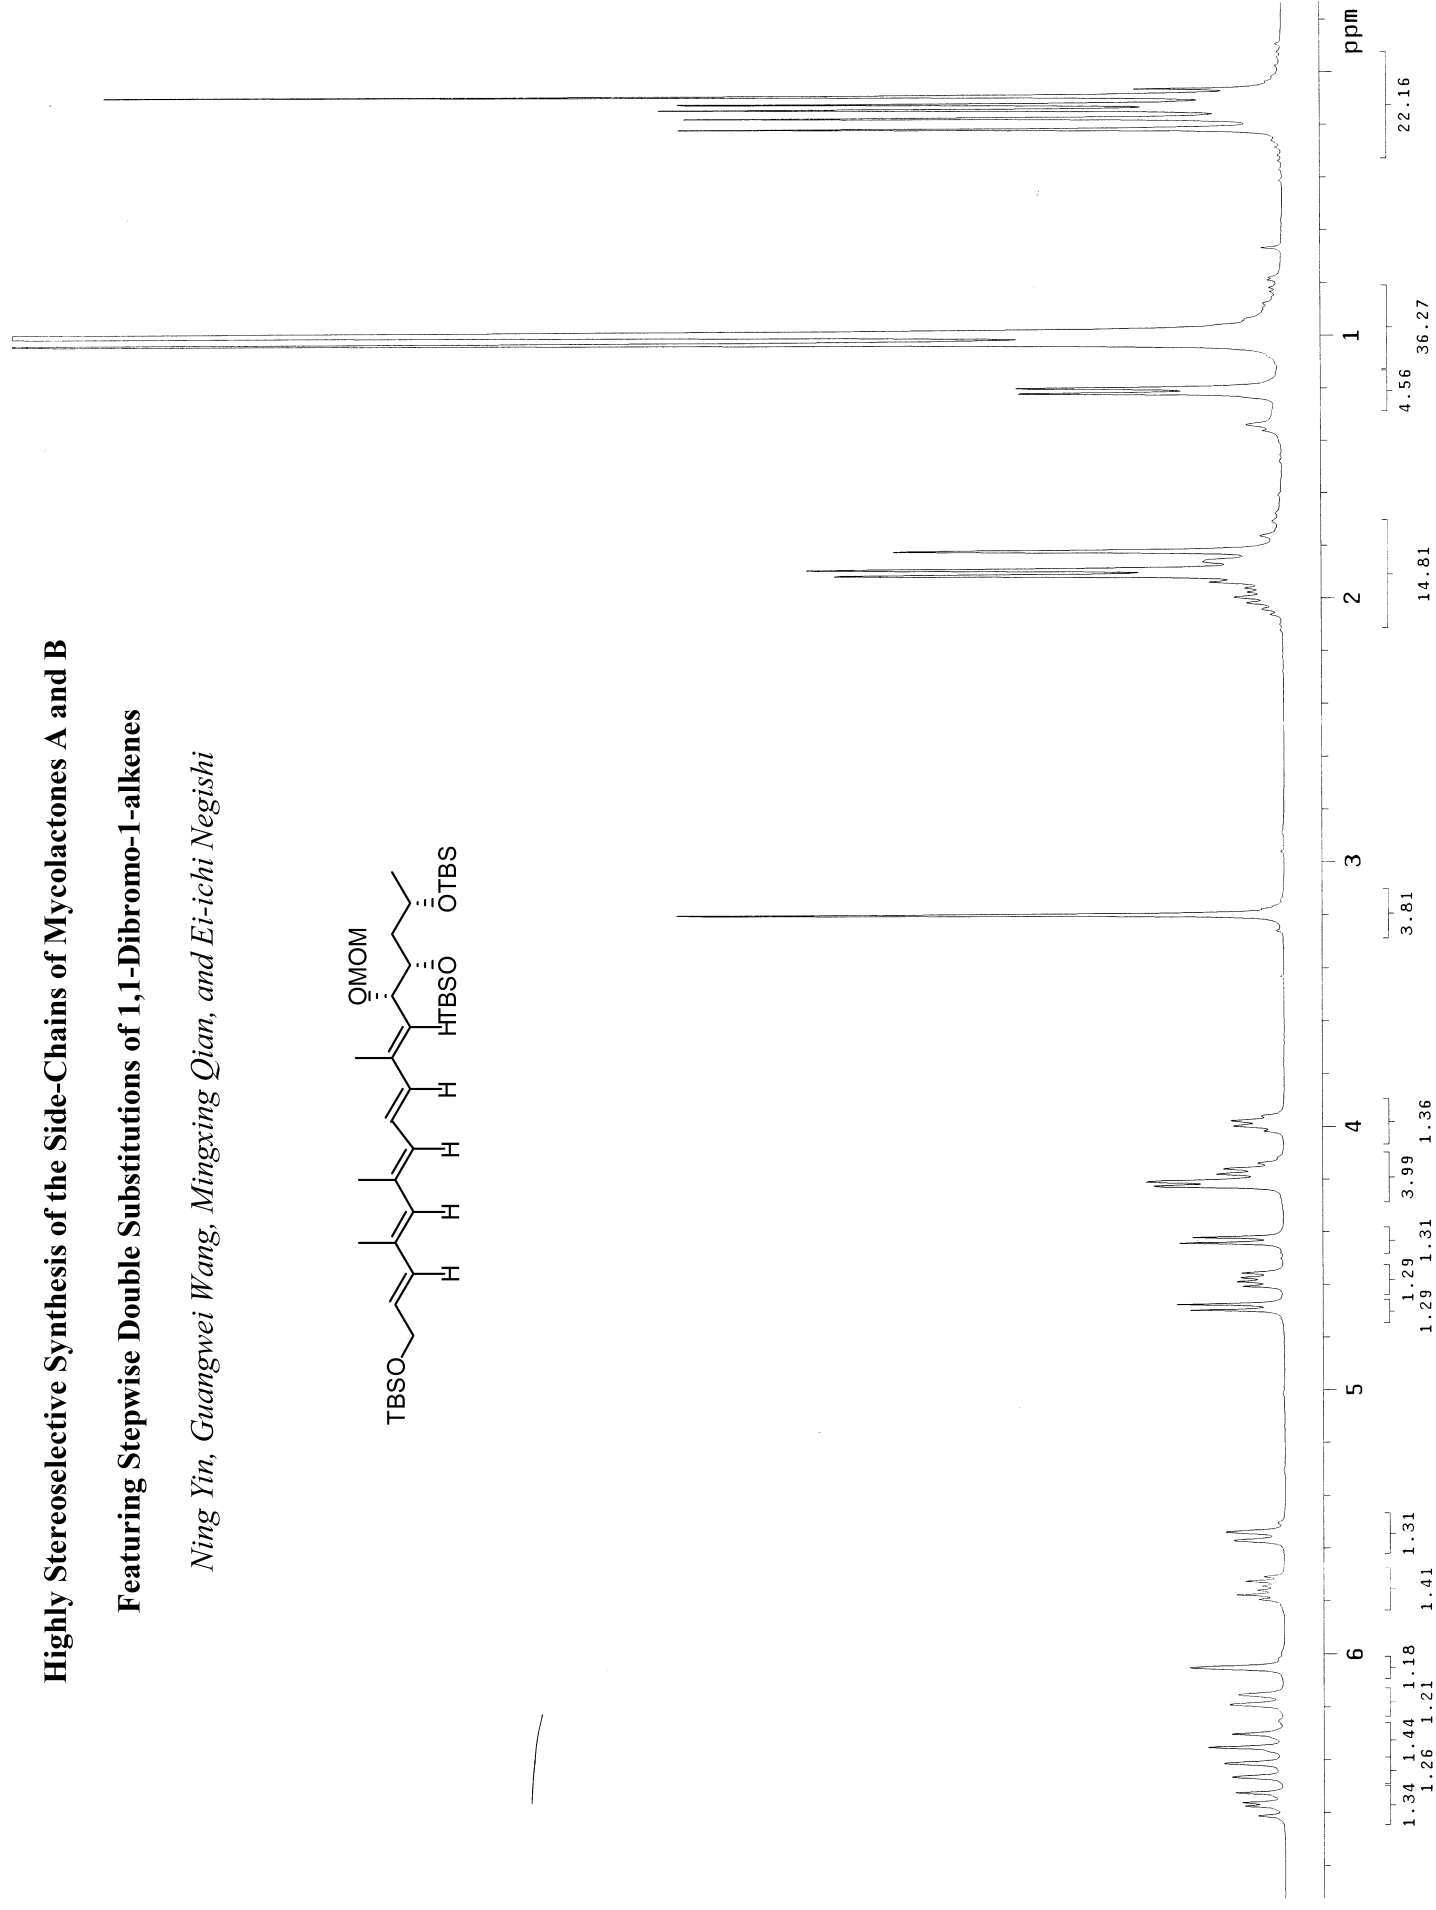 Highly Stereoselective Synthesis of the Side-Chains of Mycolactones A and B
Featuring Stepwise Double Substitutions of 1,1-Dibromo-1-alkenes
Ning Yin, Guangwei Wang, Mingxing Qian, and Ei-ichi Negishi
OMOM
TBSO
H
H
H
H
H
TBSO
OTBS
6
5
4
3
2
1
ppm
1.34
1.26
1.44
1.21
1.18
1.41
1.31
1.29
1.29
1.31
3.99
1.36
3.81
14.81
4.56
36.27
22.16